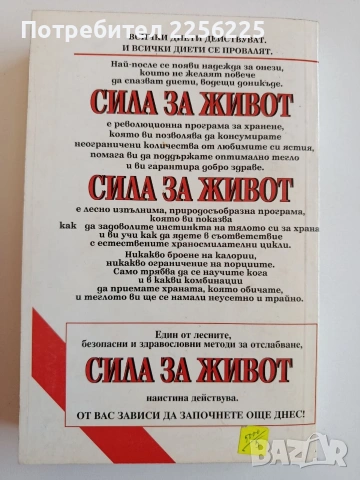 ВСИЧКИ ДИЕТИ ДЕЙСТВУВАТ.
И ВСИЧКИ ДИЕТИ СЕ ПРОВАЛЯТ.
Най-после се появи надежда за онези,
които не желаят повече
да спазват диети, водещи доникъде.
СИЛА ЗА ЖИВОТ
е революционна програма за хранене,
която ви позволява да консумирате
неограничени количества от любимите си ястия,
помага ви да поддържате оптимално тегло
и ви гарантира добро здраве.
СИЛА ЗА ЖИВОТ
е лесно изпълнима, природосъобразна програма,
която ви показва
как да задоволите инстинкта на тялото си за храна
и ви учи как да ядете в съответствие
с естествените храносмилателни цикли.
Никакво броене на калории,
никакво ограничение на порциите.
Само трябва да се научите кога
и в какви комбинации
да приемате храната, която обичате,
и теглото ви ще се намали неусетно и трайно.
Един от лесните,
безопасни и здравословни методи за отслабване,
СИЛА ЗА ЖИВОТ
наистина действува.
ОТ ВАС ЗАВИСИ ДА ЗАПОЧНЕТЕ ОЩЕ ДНЕС!
Потребител 2256225
BAZAR